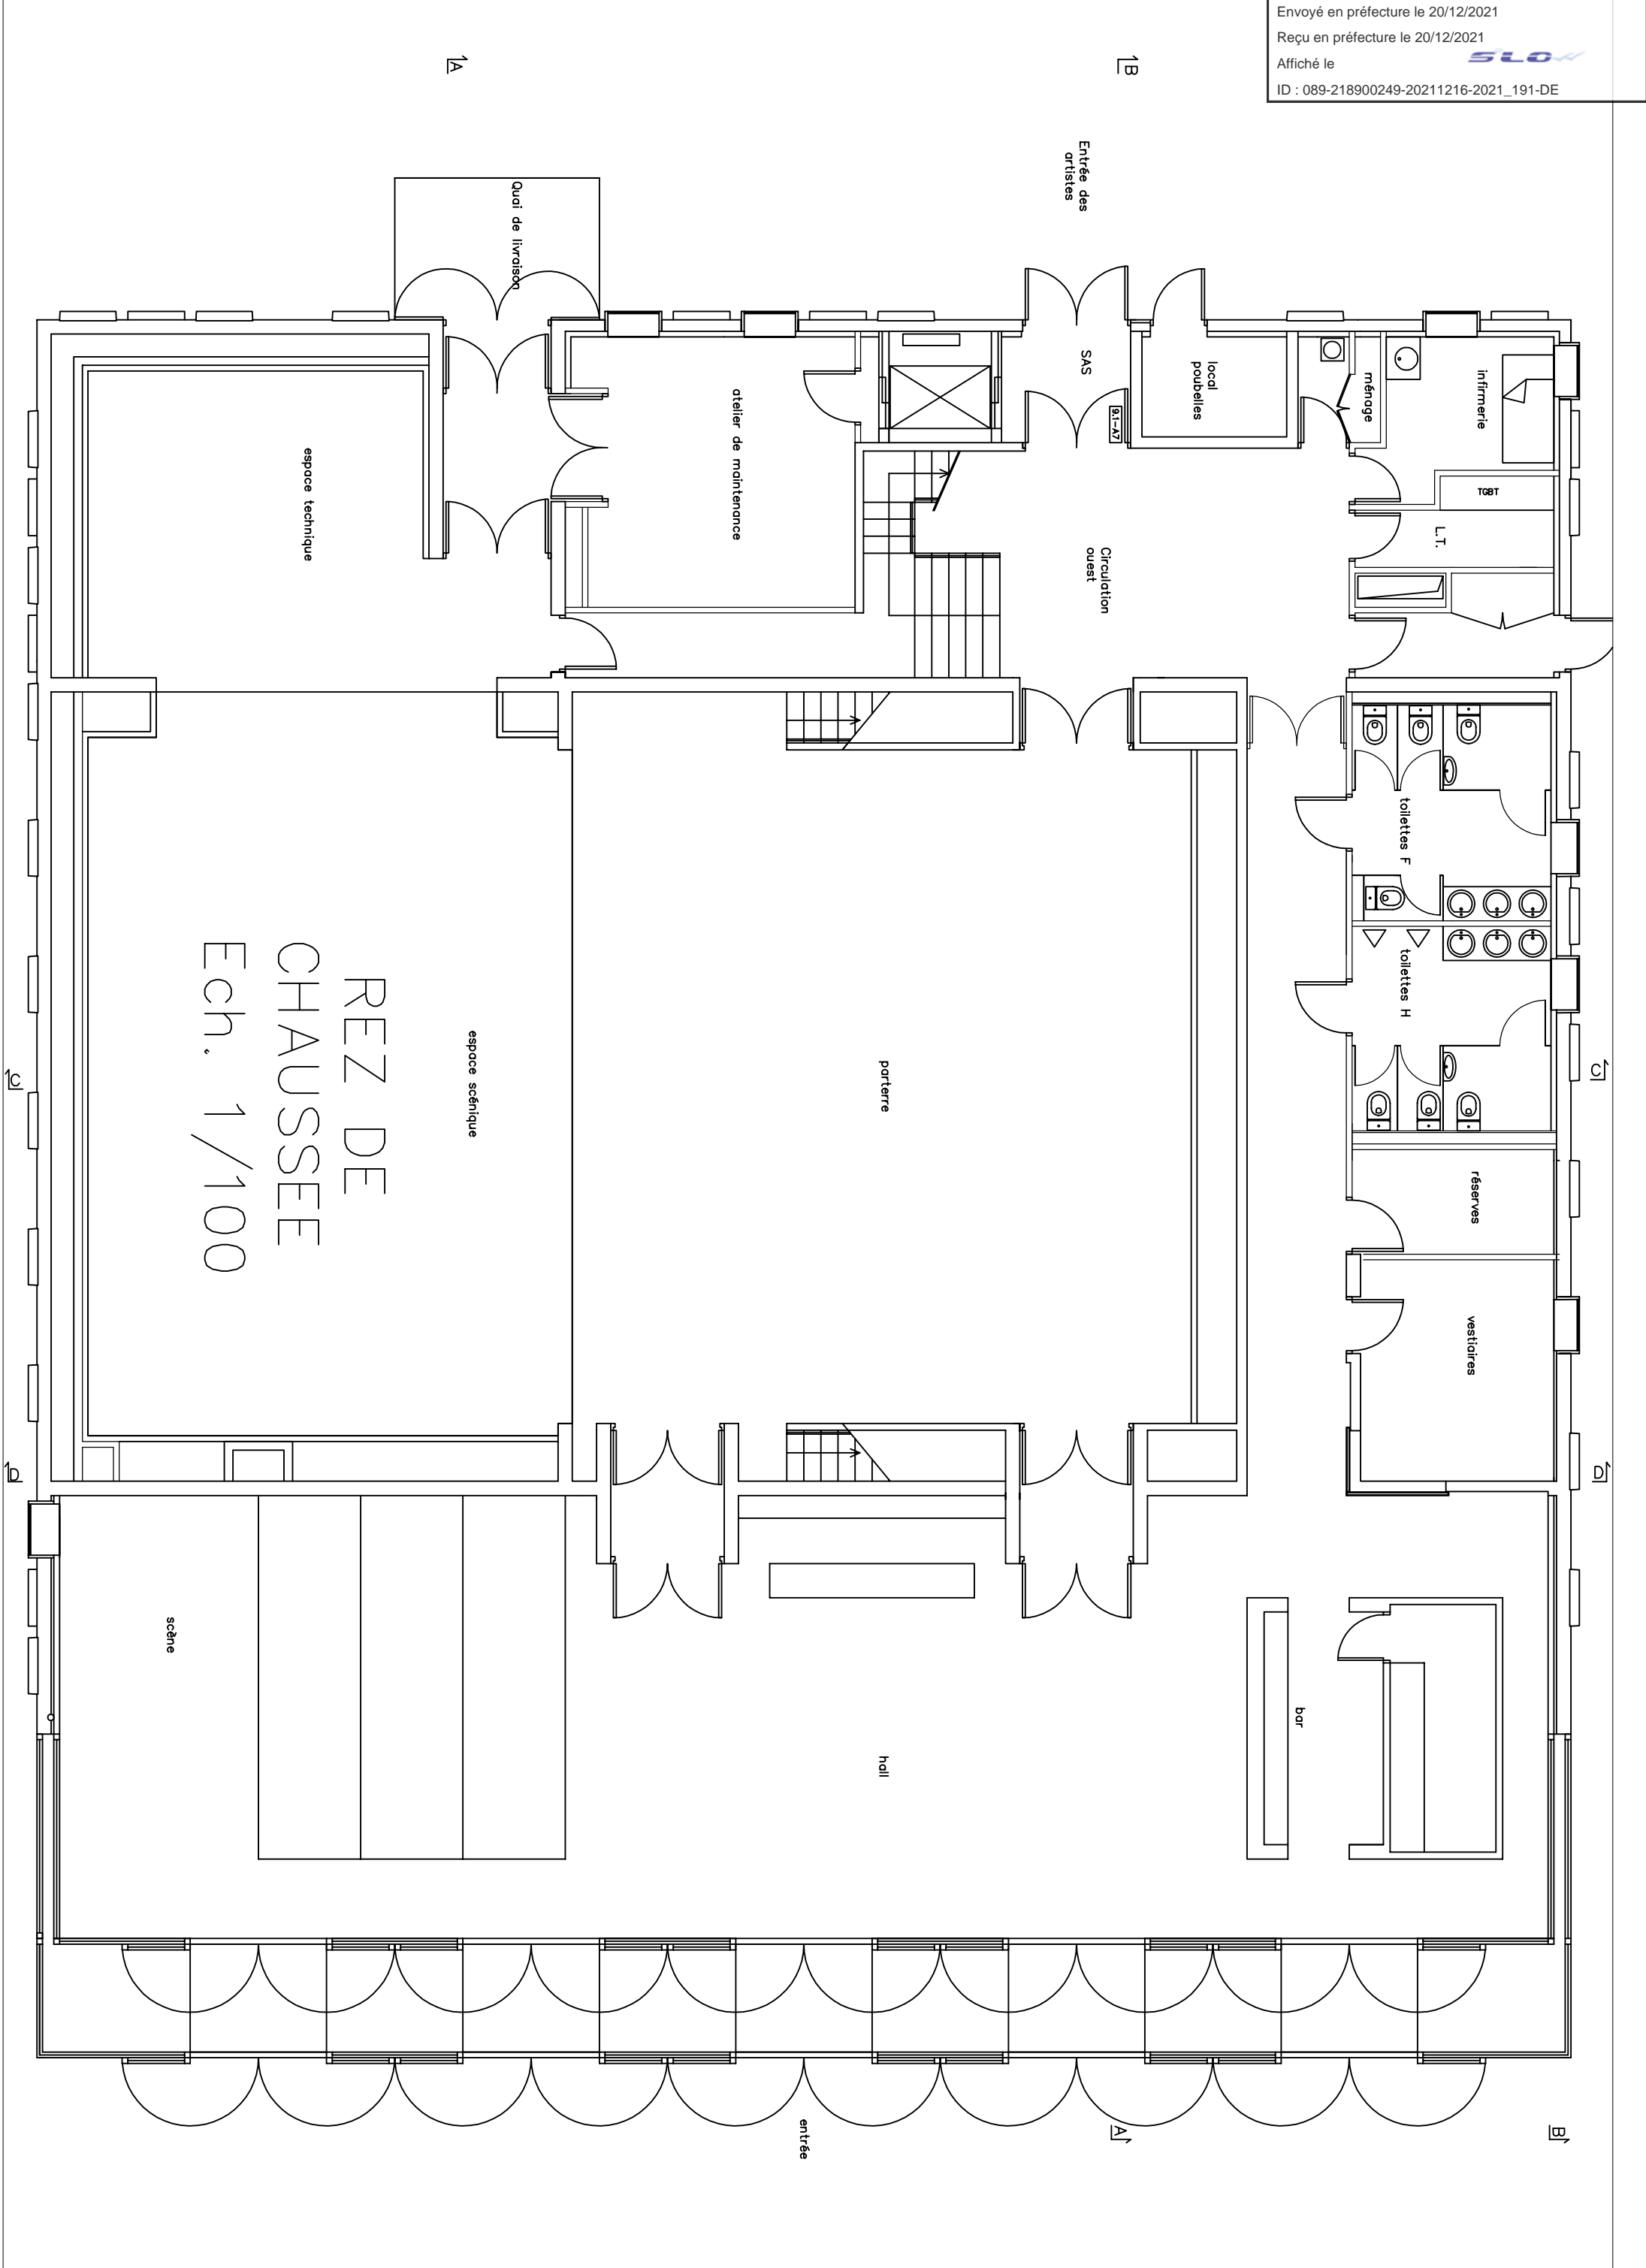 Envoyé en préfecture le 20/12/2021
Reçu en préfecture le 20/12/2021
Affiché le
SLOW
ID : 089-218900249-20211216-2021_191-DE
A
B
Entrée des
artistes
Quai de livraison
SAS
9.1-A7
local
poubelles
ménage
infirmerie
TGBT
L.T.
atelier de maintenance
espace technique
Circulation
ouest
toilettes F
toilettes H
réserves
vestiaires
parterre
espace scénique
REZ DE
CHAUSSEE
Ech. 1/100
C
C
D
D
scène
hall
bar
entrée
A
B